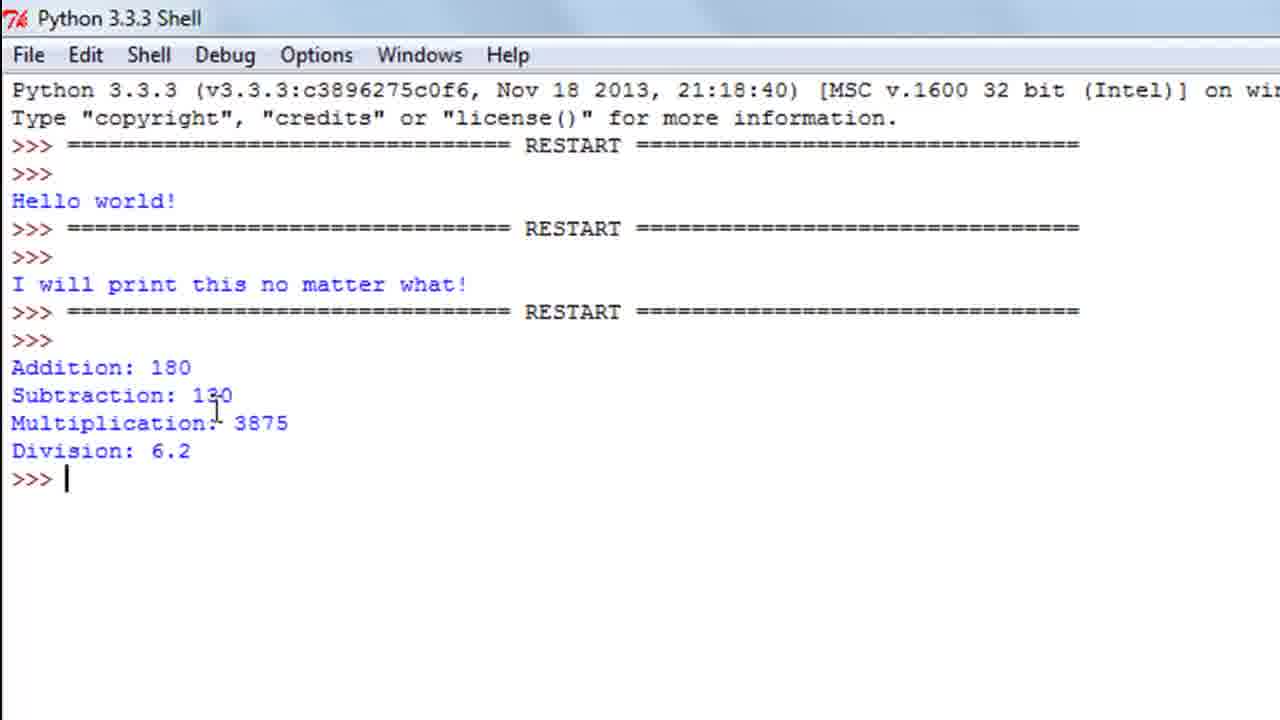 Python 3.3.3 Shell
File Edit Shell Debug Options Windows Help
Python 3.3.3 (v3.3.3:c3896275c0f6, Nov 18 2013, 21:18:40) [MSC v.1600 32 bit (Intel)] on win
Type "copyright", "credits" or "license()" for more information.
>>> ================================ RESTART ================================
>>>
Hello world!
>>> ================================ RESTART ================================
>>>
I will print this no matter what!
>>> ================================ RESTART ================================
>>>
Addition: 180
Subtraction: 130
Multiplication: 3875
Division: 6.2
>>>